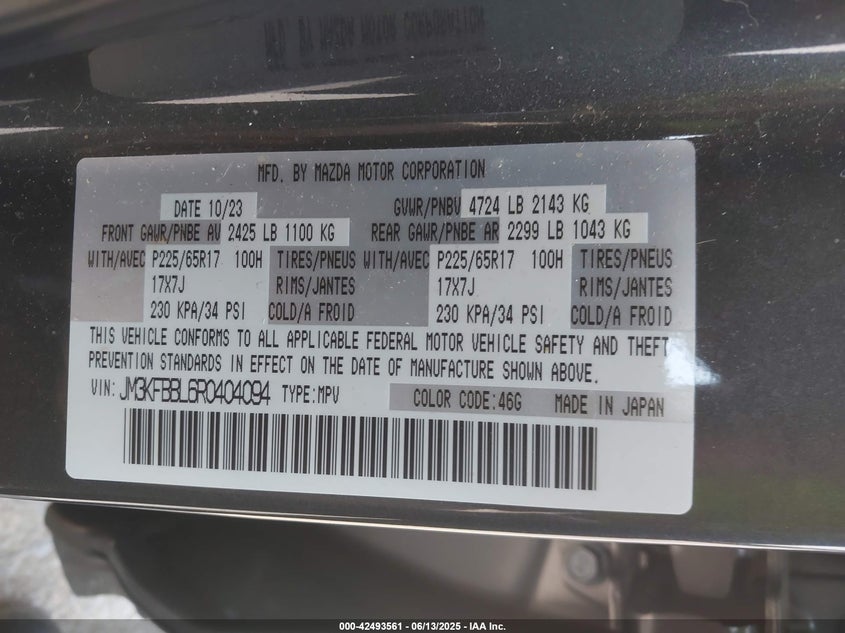 MFD. BY MAZDA MOTOR CORPORATION
DATE 10/23 GVWR/PNBV 4724 LB 2143 KG
FRONT GAWR/PNBE AV 2425 LB 1100 KG REAR GAWR/PNBE AR 2299 LB 1043 KG
WITH/AVEC P225/65R17 100H TIRES/PNEUS WITH/AVEC P225/65R17 100H TIRES/PNEUS
17X7J RIMS/JANTES 17X7J RIMS/JANTES
230 KPA/34 PSI COLD/A FROID 230 KPA/34 PSI COLD/A FROID
THIS VEHICLE CONFORMS TO ALL APPLICABLE FEDERAL MOTOR VEHICLE SAFETY AND THEFT
PREVENTION STANDARDS IN EFFECT ON THE DATE OF MANUFACTURE SHOWN ABOVE.
VIN: JM3KFBBL6R0404094 TYPE:MPV COLOR CODE:46G MADE IN JAPAN
000-42493561 - 06/13/2025 - IAA Inc.